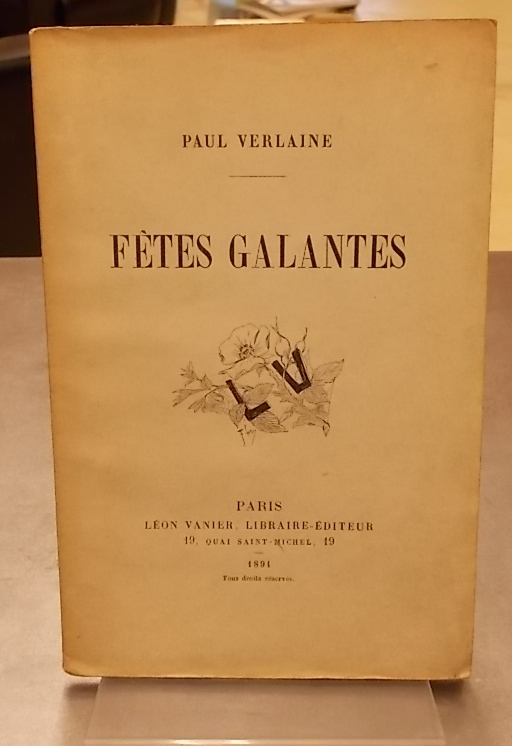 PAUL VERLAINE
FÊTES GALANTES
L V
PARIS
LÉON VANIER, LIBRAIRE-ÉDITEUR
19, QUAI SAINT-MICHEL, 19
1891
Tous droits réservés.